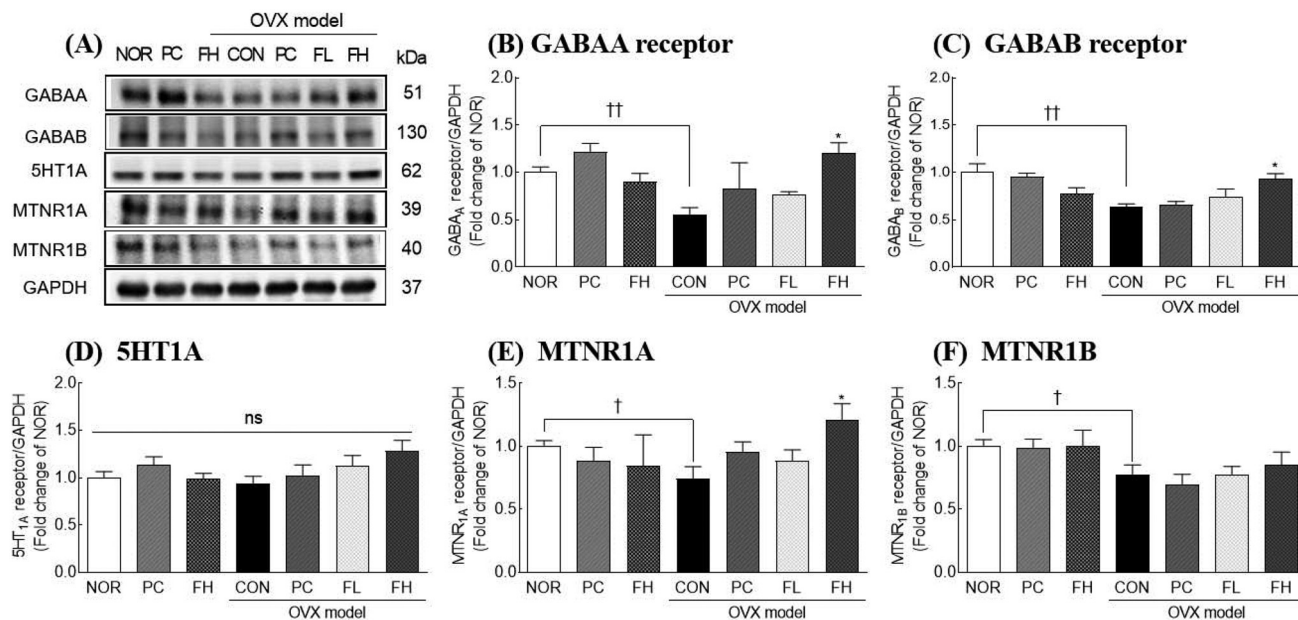 OVX model
(A) NOR PC FH CON PC FL FH kDa
GABAA 51
GABAB 130
5HT1A 62
MTNR1A 39
MTNR1B 40
GAPDH 37
(B) GABAA receptor
GABAA receptor/GAPDH
(Fold change of NOR)
2.0
1.5
1.0
0.5
0.0
††
*
NOR PC FH CON PC FL FH
OVX model
(C) GABAB receptor
GABAB receptor/GAPDH
(Fold change of NOR)
2.0
1.5
1.0
0.5
0.0
††
*
NOR PC FH CON PC FL FH
OVX model
(D) 5HT1A
5HT1A receptor/GAPDH
(Fold change of NOR)
2.0
1.5
1.0
0.5
0.0
ns
NOR PC FH CON PC FL FH
OVX model
(E) MTNR1A
MTNR1A receptor/GAPDH
(Fold change of NOR)
1.5
1.0
0.5
0.0
†
*
NOR PC FH CON PC FL FH
OVX model
(F) MTNR1B
MTNR1B receptor/GAPDH
(Fold change of NOR)
1.5
1.0
0.5
0.0
†
NOR PC FH CON PC FL FH
OVX model